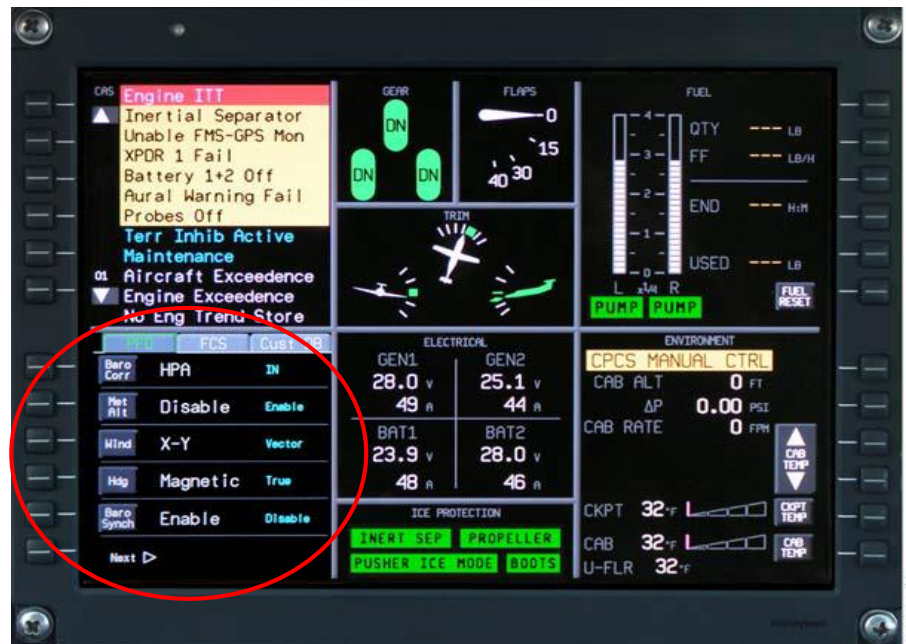 CAS
Engine ITT
Inertial Separator
Unable FMS-GPS Mon
XPDR 1 Fail
Battery 1+2 Off
Aural Warning Fail
Probes Off
Terr Inhib Active
Maintenance
01 Aircraft Exceedence
Engine Exceedence
No Eng Trend Store
GEAR
DN
DN DN
FLAPS
0
15
30
40
TRIM
FUEL
4
3
2
1
0
L x1/4 R
PUMP PUMP
QTY --- LB
FF --- LB/H
END --- H:M
USED --- LB
FUEL RESET
PFD FCS Cust DB
Baro Corr HPA IN
Met Alt Disable Enable
Wind X-Y Vector
Hdg Magnetic True
Baro Synch Enable Disable
Next
ELECTRICAL
GEN1 GEN2
28.0 V 25.1 V
49 A 44 A
BAT1 BAT2
23.9 V 28.0 V
48 A 46 A
ICE PROTECTION
INERT SEP PROPELLER
PUSHER ICE MODE BOOTS
ENVIRONMENT
CPCS MANUAL CTRL
CAB ALT 0 FT
ΔP 0.00 PSI
CAB RATE 0 FPM
CAB TEMP
CKPT 32°F CKPT TEMP
CAB 32°F CAB TEMP
U-FLR 32°F
Honeywell